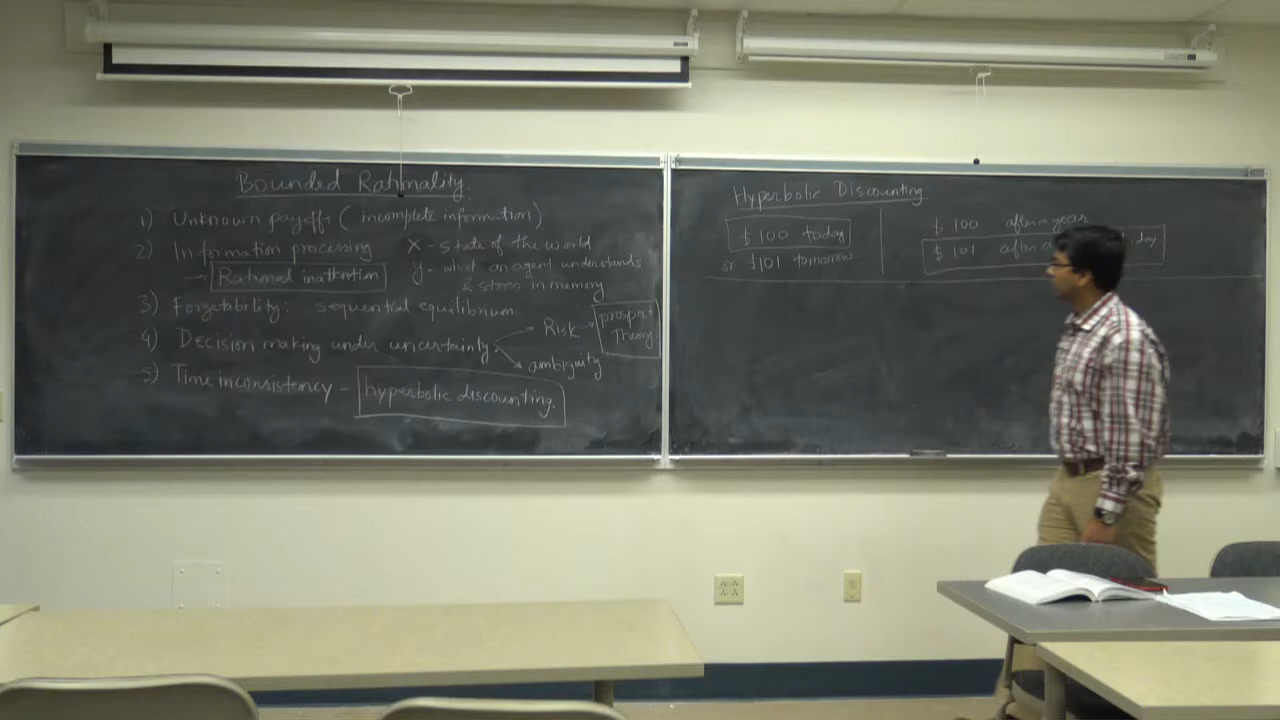 Bounded Rationality.
1) Unknown payoffs ( incomplete information )
2) Information processing
→ Rational inattention
X - state of the world
y - what an agent understands
& stores in memory
3) Forgetability: sequential equilibrium
4) Decision making under uncertainty
Risk → prospect Theory
ambiguity
5) Time inconsistency - hyperbolic discounting.
Hyperbolic Discounting
$ 100 today
or $101 tomorrow.
$ 100 after a year
$ 101 after a day